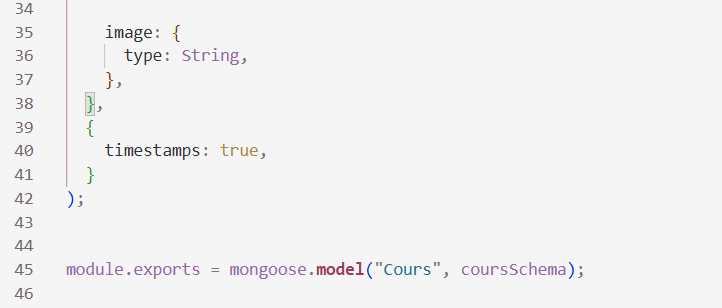 34
35 image: {
36 type: String,
37 },
38 },
39 {
40 timestamps: true,
41 }
42 );
43
44
45 module.exports = mongoose.model("Cours", coursSchema);
46